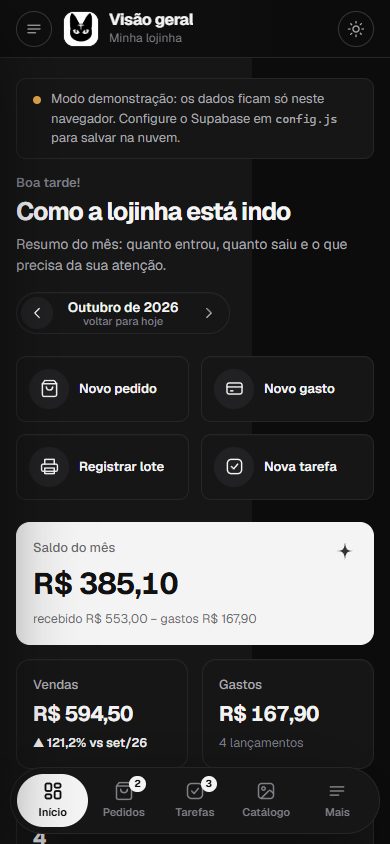 Visão geral
Minha lojinha
Modo demonstração: os dados ficam só neste
navegador. Configure o Supabase em config.js
para salvar na nuvem.
Boa tarde!
Como a lojinha está indo
Resumo do mês: quanto entrou, quanto saiu e o que
precisa da sua atenção.
Outubro de 2026
voltar para hoje
Novo pedido
Novo gasto
Registrar lote
Nova tarefa
Saldo do mês
R$ 385,10
recebido R$ 553,00 – gastos R$ 167,90
Vendas
Gastos
R$ 594,50
R$ 167,90
▲ 121,2% vs set/26
4 lançamentos
2
3
Início
Pedidos
Tarefas
Catálogo
Mais
4